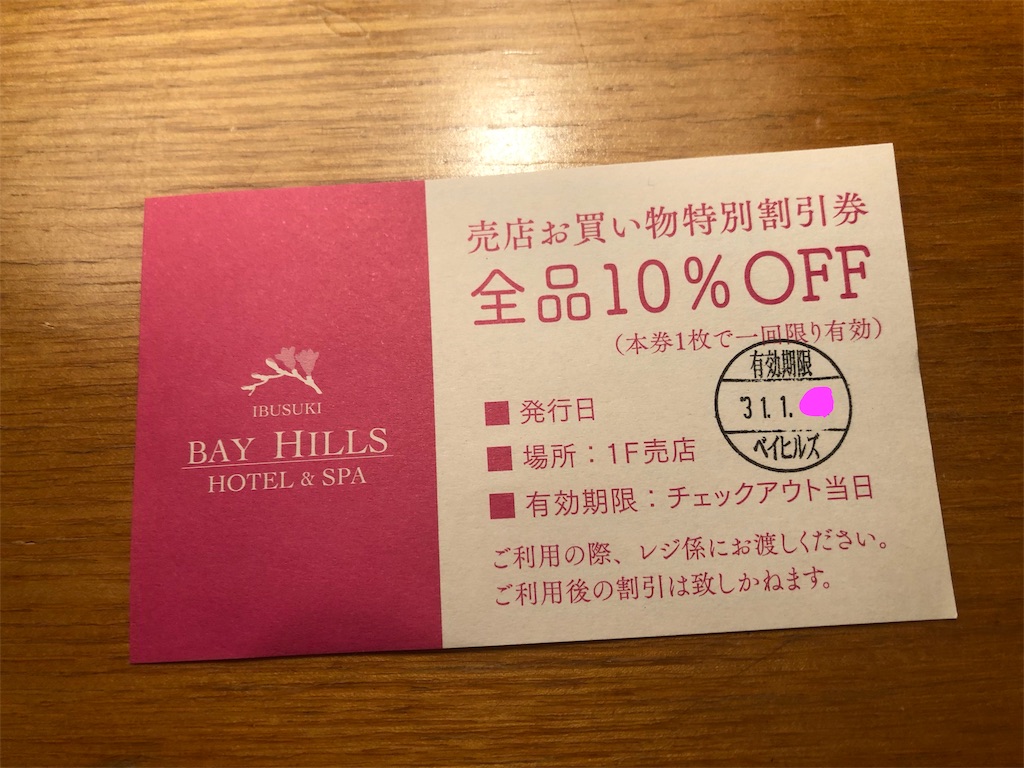 IBUSUKI
BAY HILLS
HOTEL & SPA
売店お買い物特別割引券
全品10%OFF
(本券1枚で一回限り有効)
有効期限
'31.1.
ベイヒルズ
■ 発行日
■ 場所：1F売店
■ 有効期限：チェックアウト当日
ご利用の際、レジ係にお渡しください。
ご利用後の割引は致しかねます。